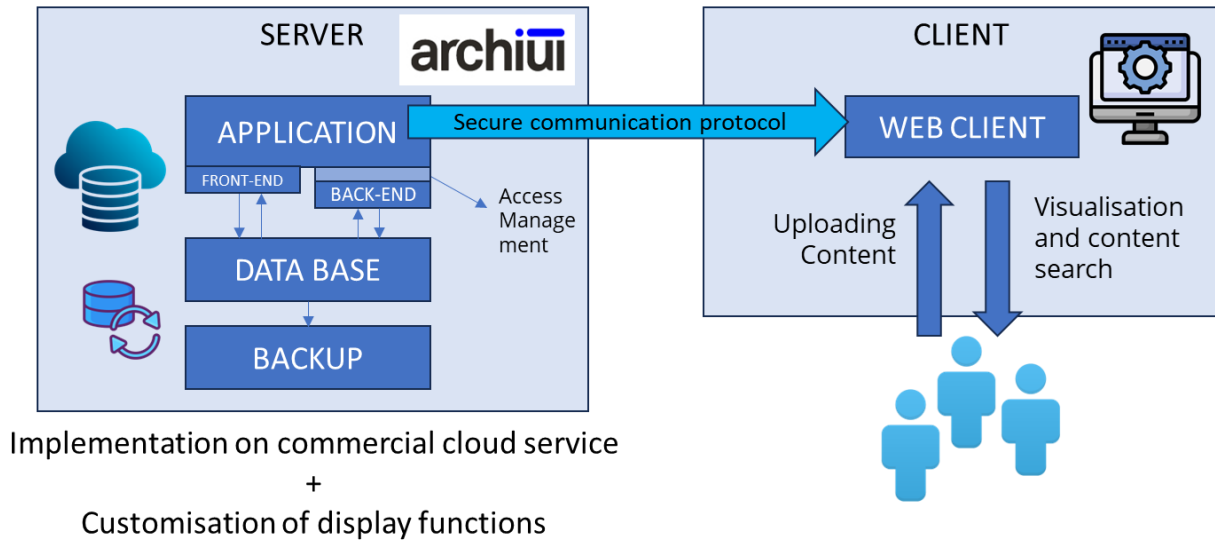 SERVER
archiui
APPLICATION
FRONT-END
BACK-END
Access
Manage
ment
DATA BASE
BACKUP
Implementation on commercial cloud service
+
Customisation of display functions
Secure communication protocol
CLIENT
WEB CLIENT
Uploading
Content
Visualisation
and content
search